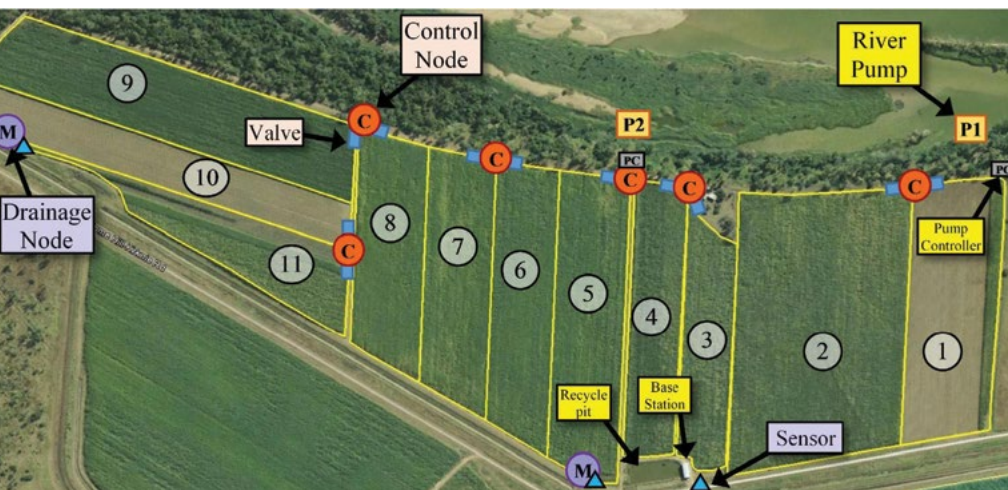 Control
Node
River
Pump
9
C
P2
P1
M
Valve
C
PC
C
C
C
PC
10
Drainage
Node
8
7
6
5
4
3
2
1
11
C
Pump
Controller
Recycle
pit
Base
Station
Sensor
M